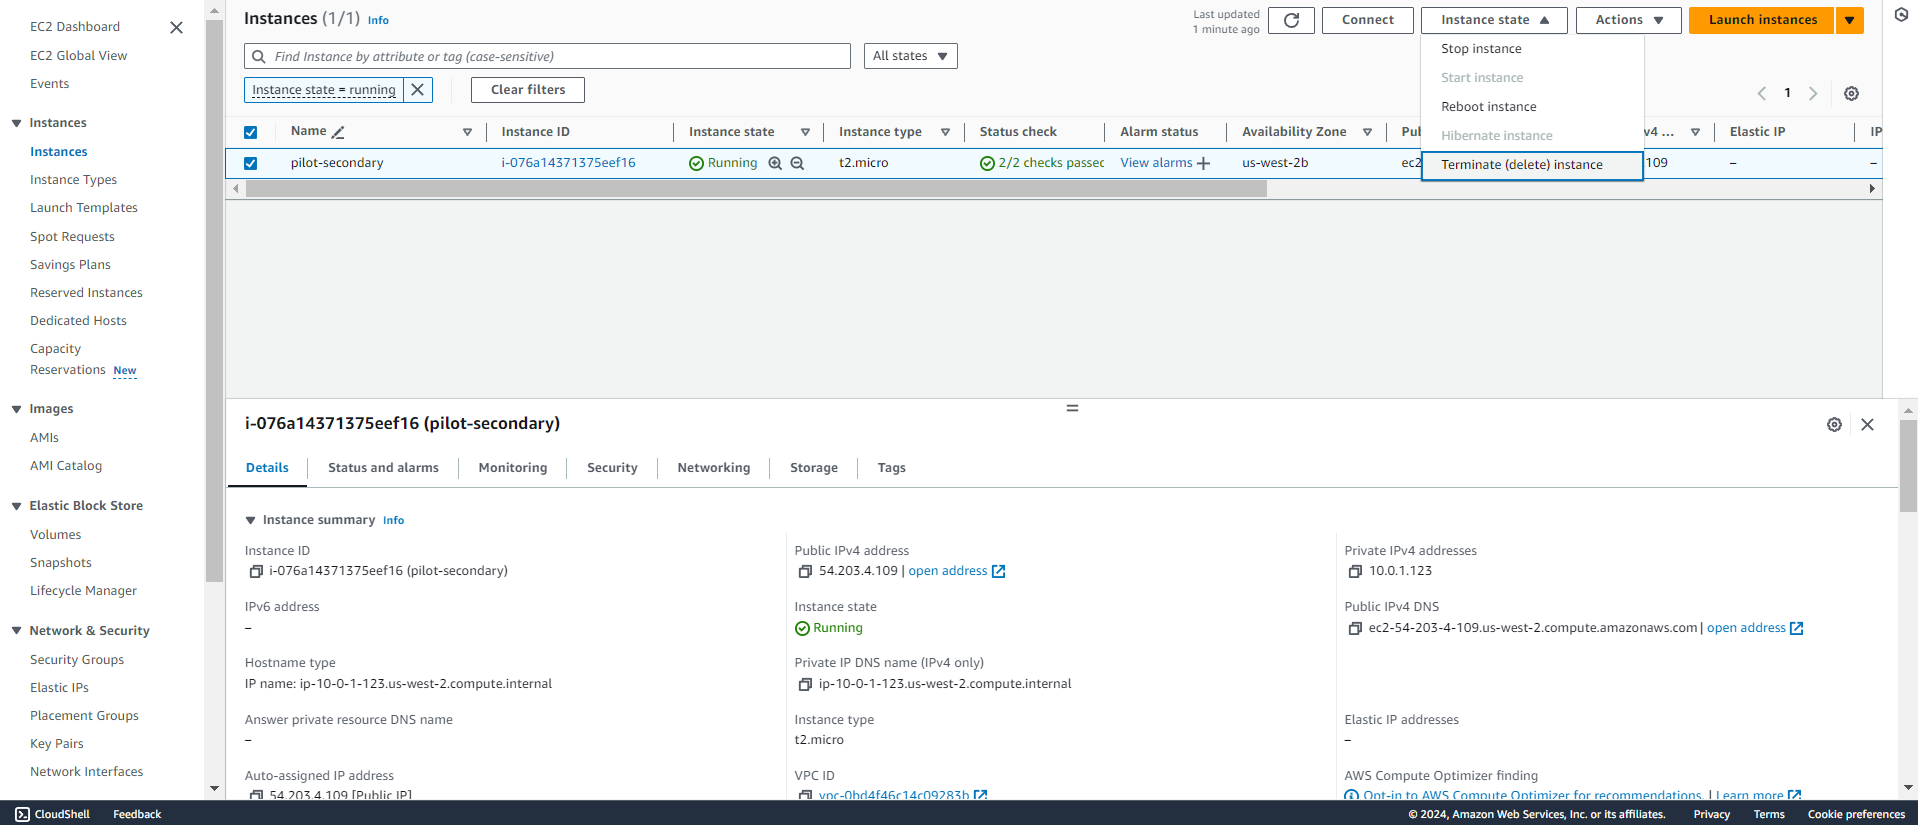 EC2 Dashboard
EC2 Global View
Events
Instances
Instances
Instance Types
Launch Templates
Spot Requests
Savings Plans
Reserved Instances
Dedicated Hosts
Capacity
Reservations New
Images
AMIs
AMI Catalog
Elastic Block Store
Volumes
Snapshots
Lifecycle Manager
Network & Security
Security Groups
Elastic IPs
Placement Groups
Key Pairs
Network Interfaces
Instances (1/1) Info
Last updated
1 minute ago
Connect
Instance state
Actions
Launch instances
Find Instance by attribute or tag (case-sensitive)
All states
Instance state = running
Clear filters
1
Stop instance
Start instance
Reboot instance
Hibernate instance
Terminate (delete) instance
Name Instance ID Instance state Instance type Status check Alarm status Availability Zone Pul v4 ... Elastic IP IP
pilot-secondary i-076a14371375eef16 Running t2.micro 2/2 checks passec View alarms us-west-2b ec2 109 – –
i-076a14371375eef16 (pilot-secondary)
Details Status and alarms Monitoring Security Networking Storage Tags
Instance summary Info
Instance ID
i-076a14371375eef16 (pilot-secondary)
Public IPv4 address
54.203.4.109 | open address
Private IPv4 addresses
10.0.1.123
IPv6 address
–
Instance state
Running
Public IPv4 DNS
ec2-54-203-4-109.us-west-2.compute.amazonaws.com | open address
Hostname type
IP name: ip-10-0-1-123.us-west-2.compute.internal
Private IP DNS name (IPv4 only)
ip-10-0-1-123.us-west-2.compute.internal
Answer private resource DNS name
–
Instance type
t2.micro
Elastic IP addresses
–
Auto-assigned IP address
54.203.4.109 [Public IP]
VPC ID
vpc-0bd4f46c14c09283b
AWS Compute Optimizer finding
Opt-in to AWS Compute Optimizer for recommendations. | Learn more
CloudShell Feedback
© 2024, Amazon Web Services, Inc. or its affiliates. Privacy Terms Cookie preferences